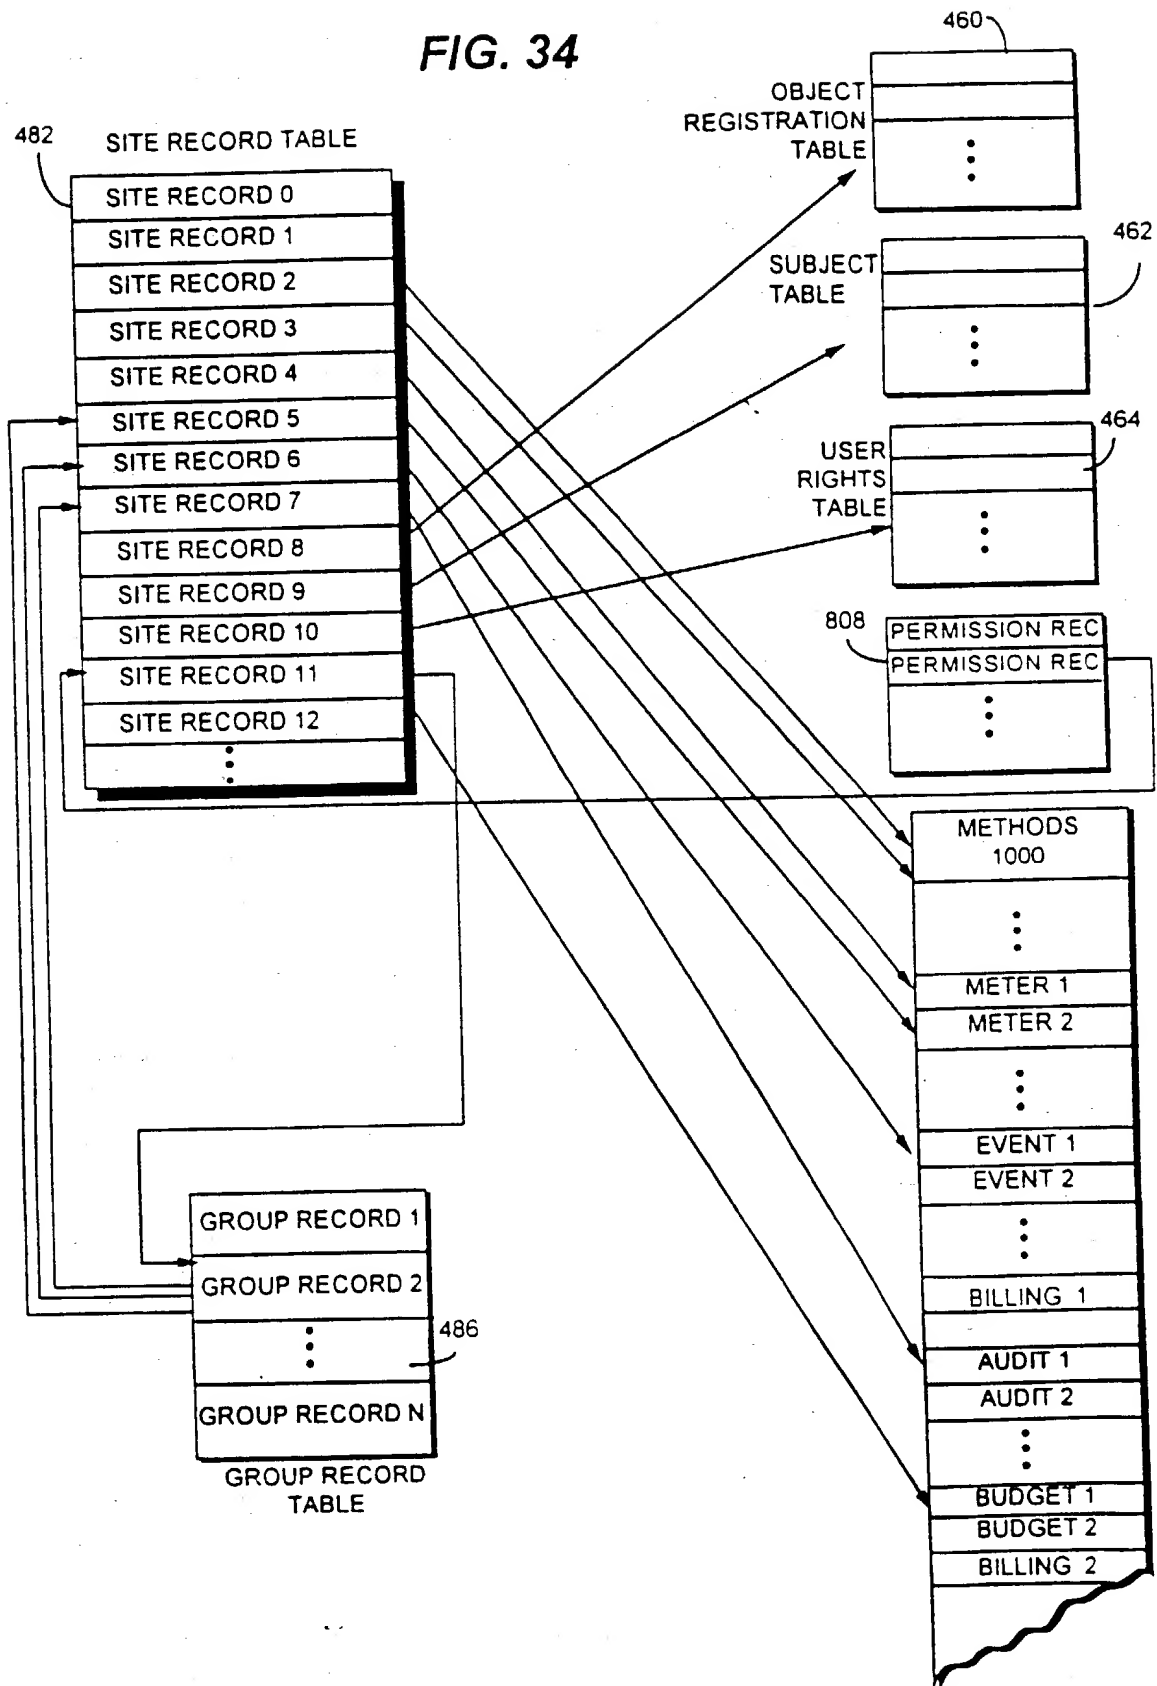 FIG. 34
482
SITE RECORD TABLE
SITE RECORD 0
SITE RECORD 1
SITE RECORD 2
SITE RECORD 3
SITE RECORD 4
SITE RECORD 5
SITE RECORD 6
SITE RECORD 7
SITE RECORD 8
SITE RECORD 9
SITE RECORD 10
SITE RECORD 11
SITE RECORD 12
460
OBJECT
REGISTRATION
TABLE
462
SUBJECT
TABLE
464
USER
RIGHTS
TABLE
808
PERMISSION REC
PERMISSION REC
METHODS
1000
METER 1
METER 2
EVENT 1
EVENT 2
BILLING 1
AUDIT 1
AUDIT 2
BUDGET 1
BUDGET 2
BILLING 2
GROUP RECORD 1
GROUP RECORD 2
486
GROUP RECORD N
GROUP RECORD
TABLE